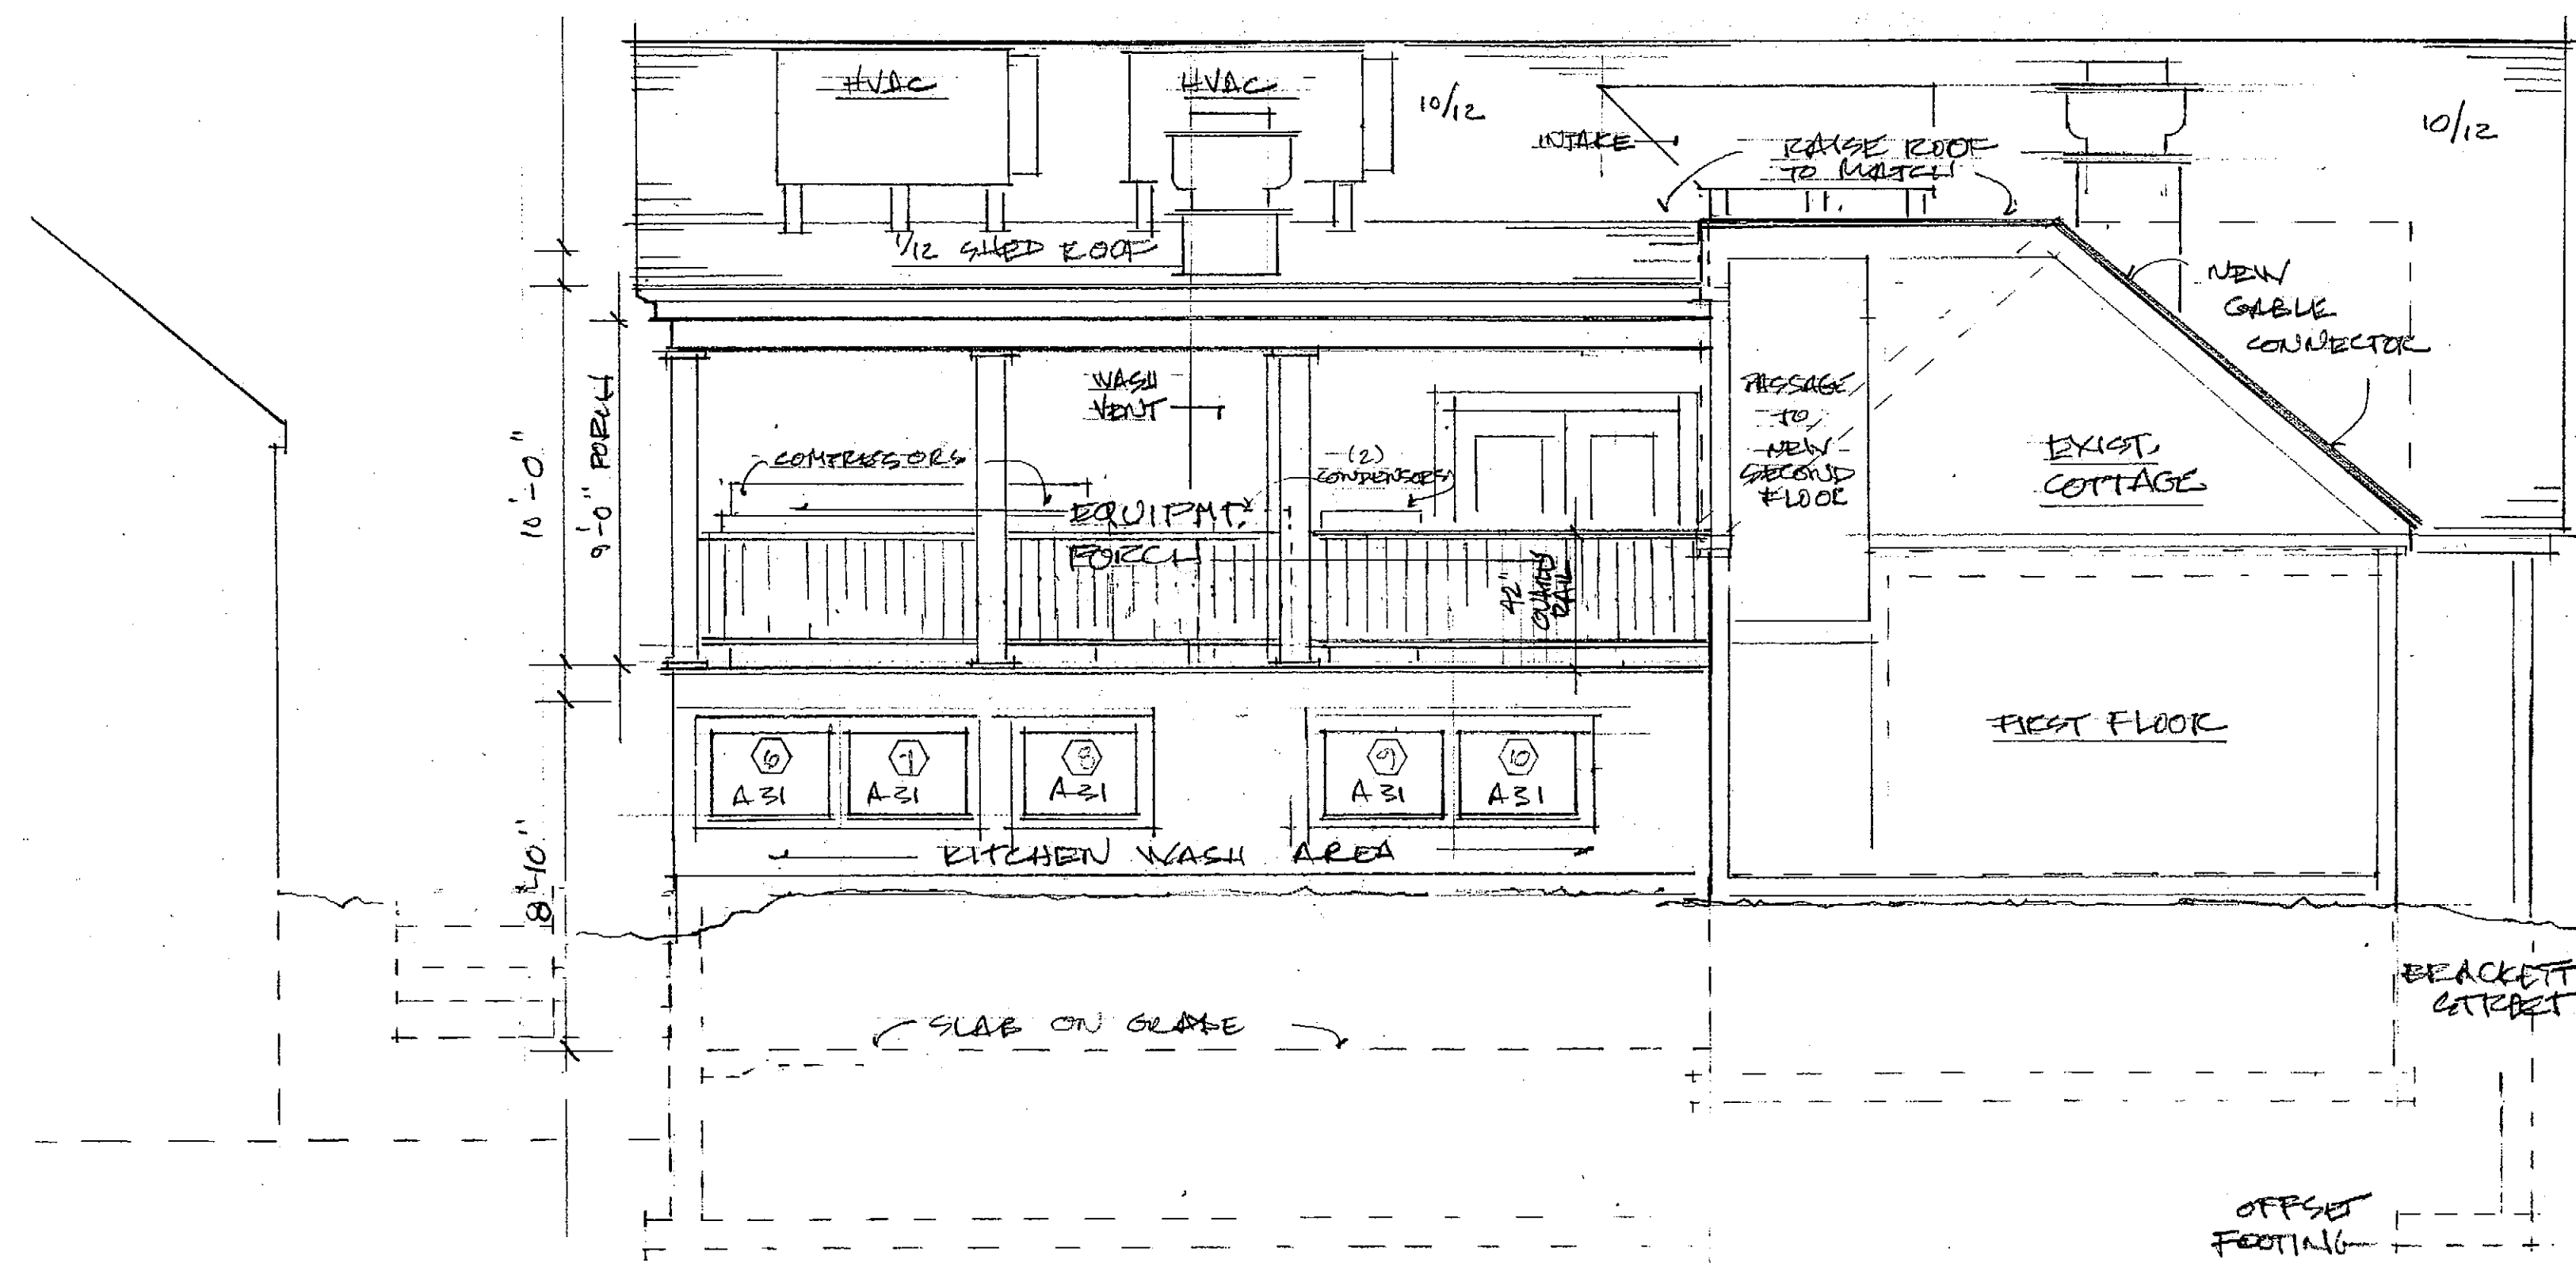 HVAC
HVAC
10/12
INTAKE
RAISE ROOF
TO MATCH
10/12
1/12 SHED ROOF
NEW
GABLE
CONNECTOR
10'-0"
9'-0" PORCH
WASH
VENT
COMPRESSORS
(2)
CONDENSORS
EQUIPMT.
PORCH
42"
GUARD
RAIL
PASSAGE
TO
NEW
SECOND
FLOOR
EXIST.
COTTAGE
FIRST FLOOR
6
A31
7
A31
8
A31
9
A31
10
A31
8'-10"
KITCHEN WASH AREA
BRACKETT
STREET
SLAB ON GRADE
OFFSET
FOOTING